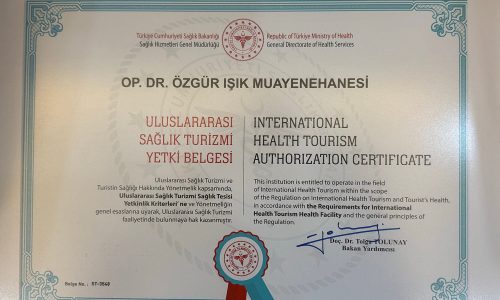 Türkiye Cumhuriyeti Sağlık Bakanlığı
Sağlık Hizmetleri Genel Müdürlüğü
Republic of Türkiye Ministry of Health
General Directorate of Health Services
OP. DR. ÖZGÜR IŞIK MUAYENEHANESİ
ULUSLARARASI
SAĞLIK TURİZMİ
YETKİ BELGESİ
Uluslararası Sağlık Turizmi ve
Turistin Sağlığı Hakkında Yönetmelik kapsamında,
Uluslararası Sağlık Turizmi Sağlık Tesisi
Yetkinlik Kriterleri' ne ve Yönetmeliğin
genel esaslarına uyarak, Uluslararası Sağlık Turizmi
faaliyetinde bulunmaya hak kazanmıştır.
INTERNATIONAL
HEALTH TOURISM
AUTHORIZATION CERTIFICATE
This institution is entitled to operate in the field
of International Health Tourism within the scope
of the Regulation on International Health Tourism and Tourist's Health,
in accordance with the Requirements for International
Health Tourism Health Facility and the general principles of
the Regulation.
Doç. Dr. Tolga TOLUNAY
Bakan Yardımcısı
Belge No.: